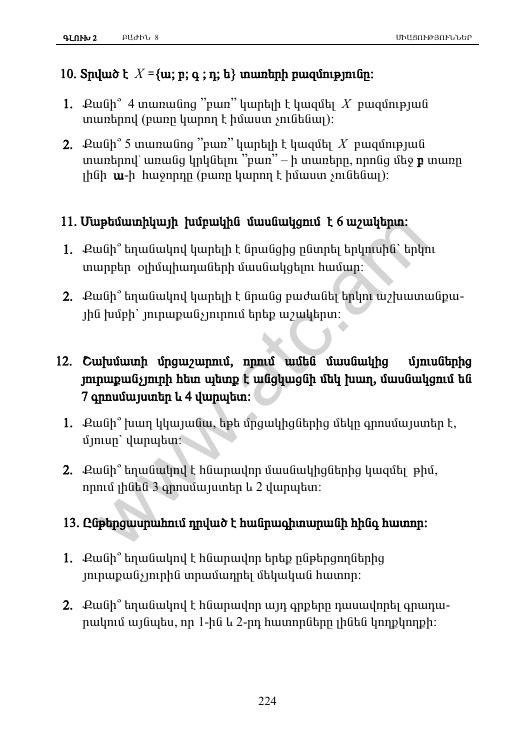 ԳԼՈՒԽ 2 ԲԱԺԻՆ 8 ՄԻԱՑՈՒԹՅՈՒՆՆԵՐ
10. Տրված է X ={ա; բ; գ ; դ; ե} տառերի բազմությունը:
1. Քանի՞ 4 տառանոց ”բառ” կարելի է կազմել X բազմության
տառերով (բառը կարող է իմաստ չունենալ):
2. Քանի՞ 5 տառանոց ”բառ” կարելի է կազմել X բազմության
տառերով՝ առանց կրկնելու ”բառ” – ի տառերը, որոնց մեջ բ տառը
լինի ա-ի հաջորդը (բառը կարող է իմաստ չունենալ):
11. Մաթեմատիկայի խմբակին մասնակցում է 6 աշակերտ:
1. Քանի՞ եղանակով կարելի է նրանցից ընտրել երկուսին` երկու
տարբեր օլիմպիադաների մասնակցելու համար:
2. Քանի՞ եղանակով կարելի է նրանց բաժանել երկու աշխատանքա-
յին խմբի` յուրաքանչյուրում երեք աշակերտ:
12. Շախմատի մրցաշարում, որում ամեն մասնակից մյուսներից
յուրաքանչյուրի հետ պետք է անցկացնի մեկ խաղ, մասնակցում են
7 գրոսմայստեր և 4 վարպետ:
1. Քանի՞ խաղ կկայանա, եթե մրցակիցներից մեկը գրոսմայստեր է,
մյուսը` վարպետ:
2. Քանի՞ եղանակով է հնարավոր մասնակիցներից կազմել թիմ,
որում լինեն 3 գրոսմայստեր և 2 վարպետ:
13. Ընթերցասրահում դրված է հանրագիտարանի հինգ հատոր:
1. Քանի՞ եղանակով է հնարավոր երեք ընթերցողներից
յուրաքանչյուրին տրամադրել մեկական հատոր:
2. Քանի՞ եղանակով է հնարավոր այդ գրքերը դասավորել գրադա-
րակում այնպես, որ 1-ին և 2-րդ հատորները լինեն կողքկողքի:
224
www.atc.am